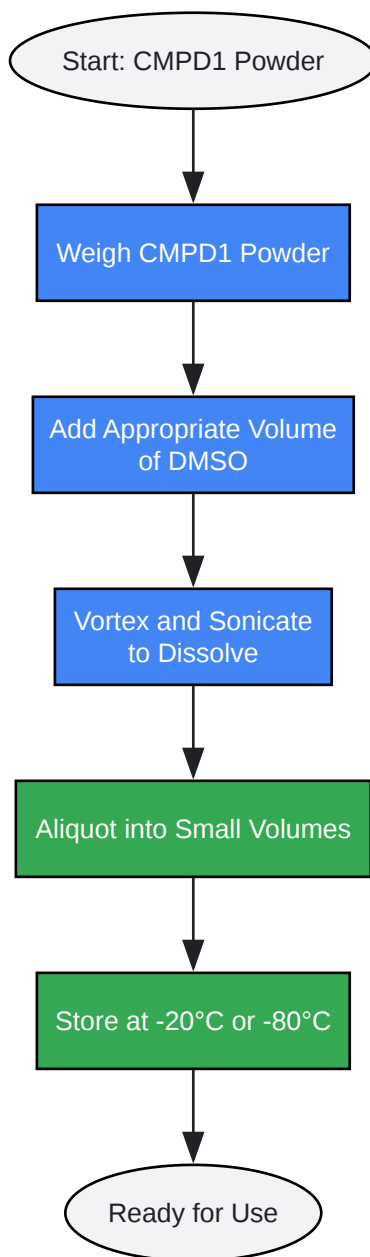 Start: CMPD1 Powder
Weigh CMPD1 Powder
Add Appropriate Volume
of DMSO
Vortex and Sonicate
to Dissolve
Aliquot into Small Volumes
Store at -20°C or -80°C
Ready for Use